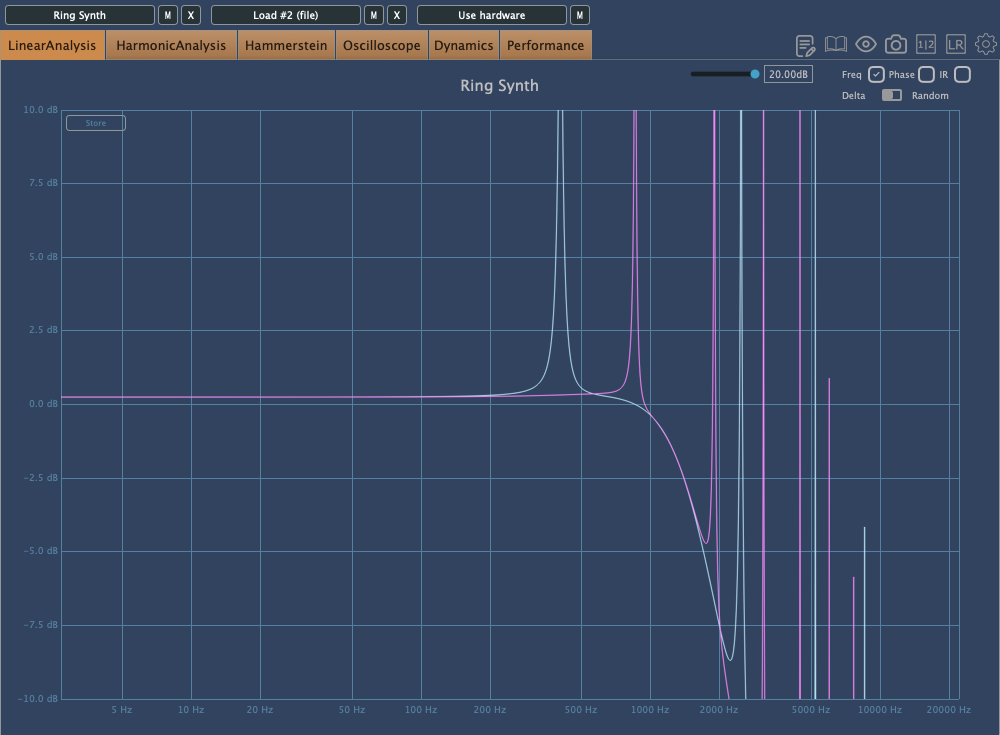 Ring Synth M X Load #2 (file) M X Use hardware M
LinearAnalysis HarmonicAnalysis Hammerstein Oscilloscope Dynamics Performance 1|2 LR
Ring Synth
20.00dB
Freq Phase IR
Delta Random
Store
10.0 dB
7.5 dB
5.0 dB
2.5 dB
0.0 dB
−2.5 dB
−5.0 dB
−7.5 dB
−10.0 dB
5 Hz 10 Hz 20 Hz 50 Hz 100 Hz 200 Hz 500 Hz 1000 Hz 2000 Hz 5000 Hz 10000 Hz 20000 Hz